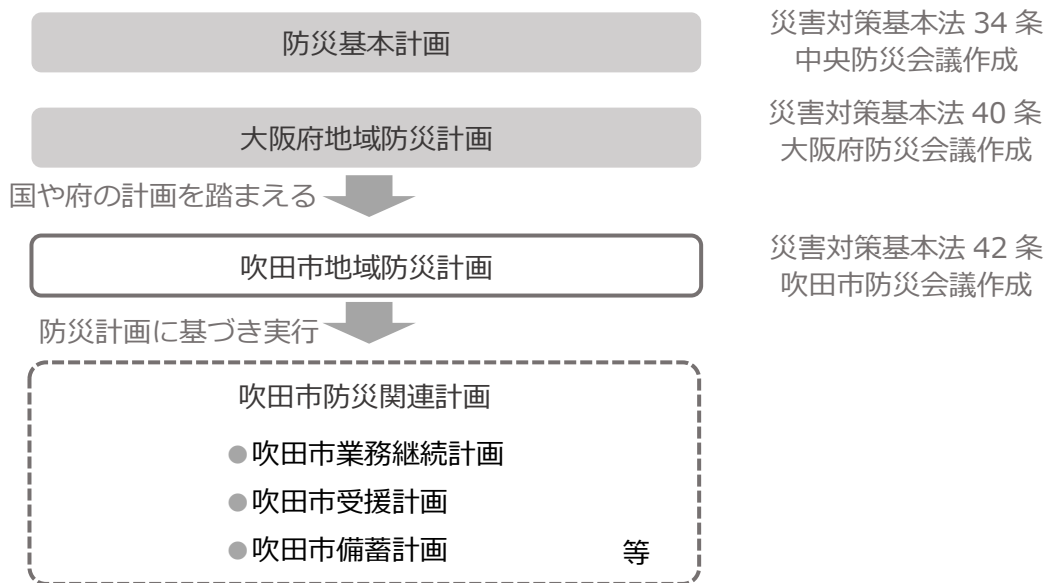 防災基本計画
災害対策基本法 34 条
中央防災会議作成
大阪府地域防災計画
災害対策基本法 40 条
大阪府防災会議作成
国や府の計画を踏まえる
吹田市地域防災計画
災害対策基本法 42 条
吹田市防災会議作成
防災計画に基づき実行
吹田市防災関連計画
●吹田市業務継続計画
●吹田市受援計画
●吹田市備蓄計画 等